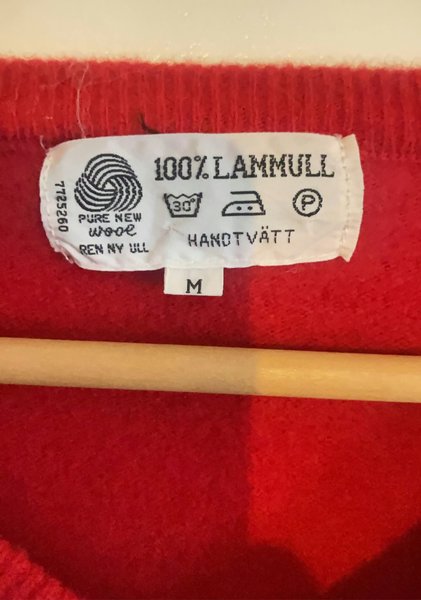 100% LAMMULL
30°
P
HANDTVÄTT
PURE NEW
wool
REN NY ULL
7725260
M